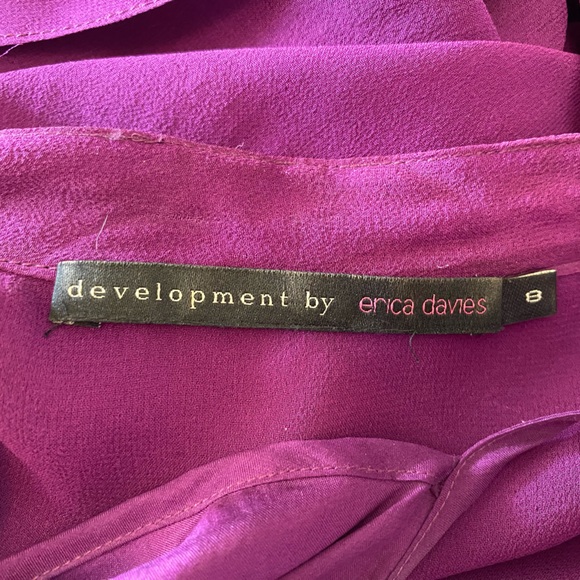 development by erica davies
8